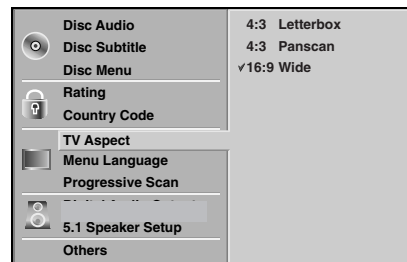 Disc Audio
Disc Subtitle
Disc Menu
Rating
Country Code
TV Aspect
Menu Language
Progressive Scan
5.1 Speaker Setup
Others
4:3 Letterbox
4:3 Panscan
✓16:9 Wide